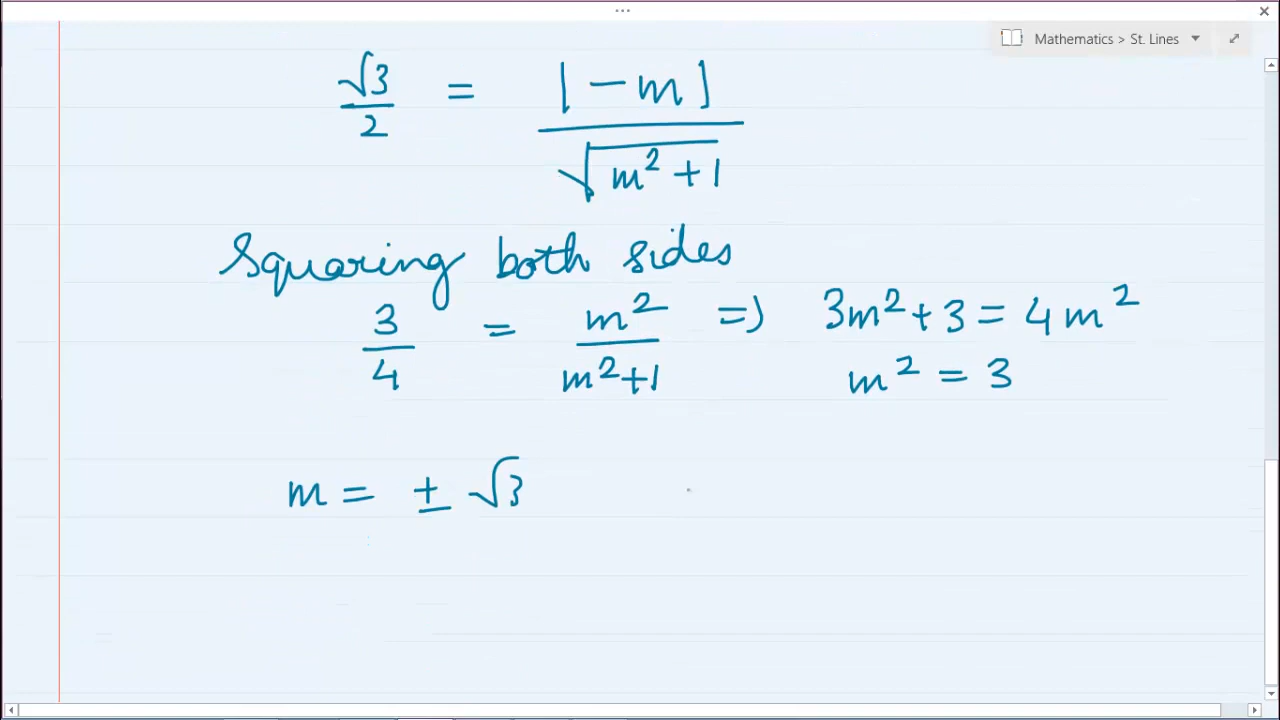 Mathematics > St. Lines
√3/2 = |-m|/√(m²+1)
Squaring both sides
3/4 = m²/(m²+1) => 3m²+3 = 4m²
m² = 3
m = ± √3